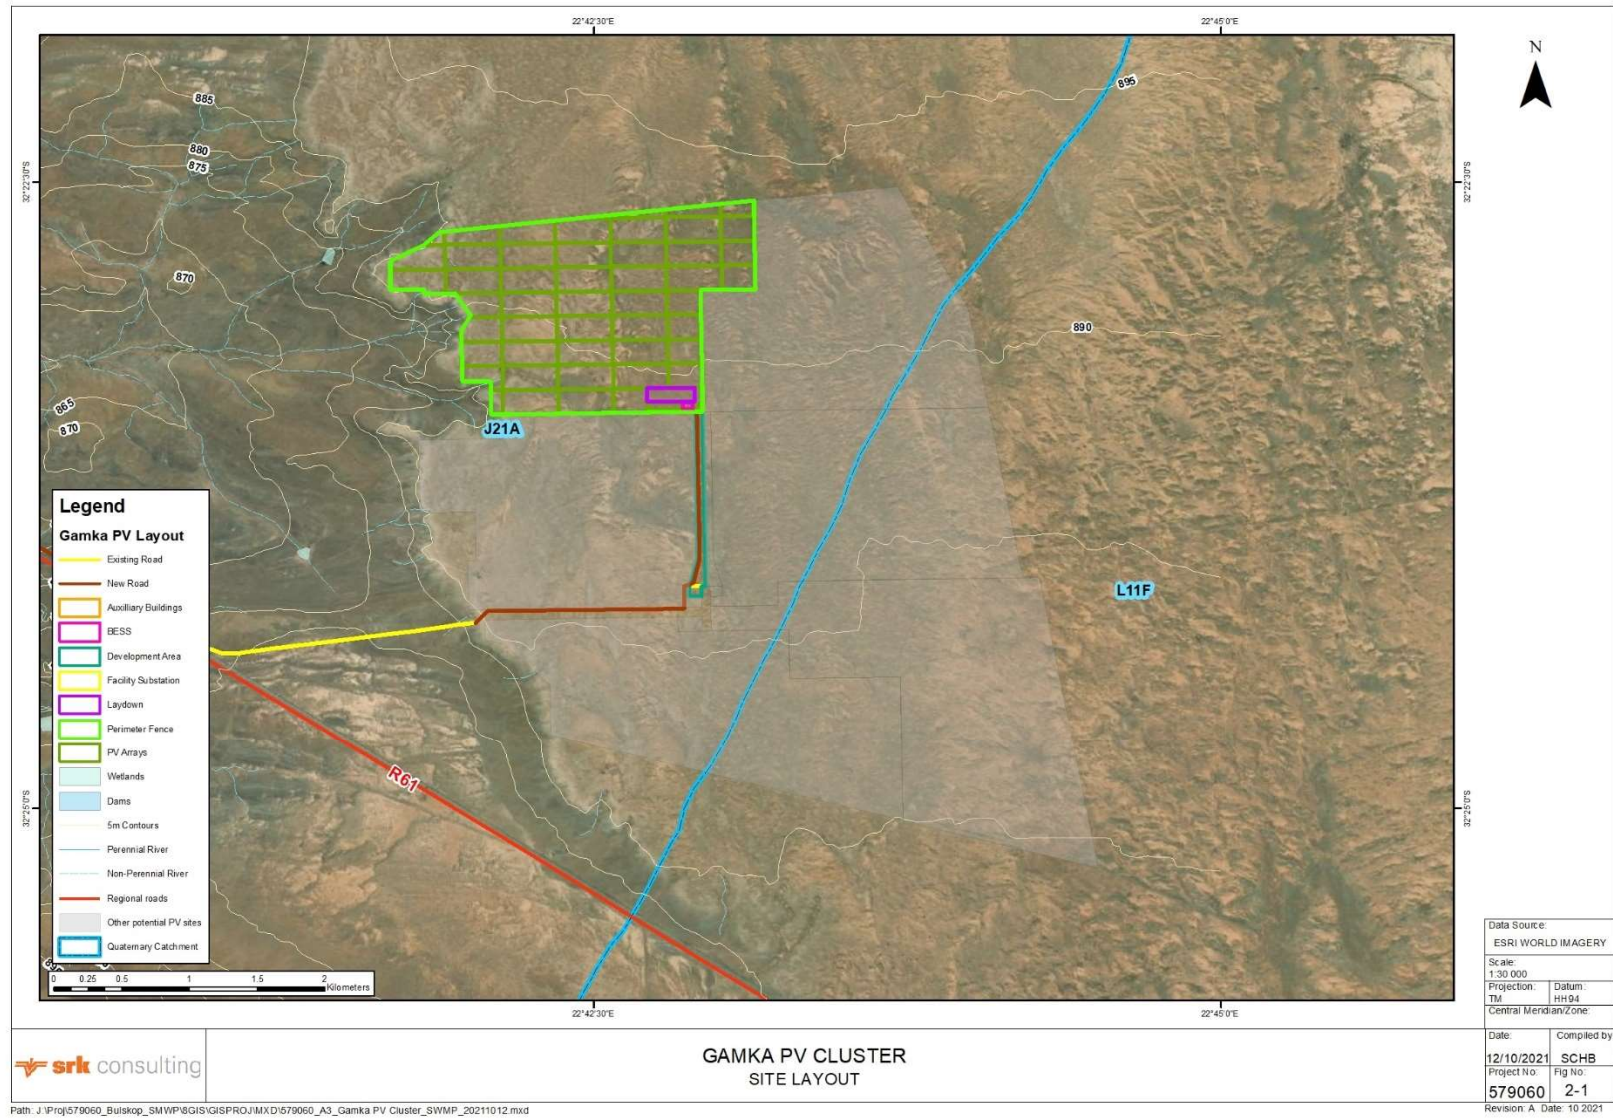 22°42'30"E
22°45'0"E
N
32°22'30"S
32°22'30"S
885
895
880
875
870
890
865
870
J21A
L11F
R61
32°25'0"S
32°25'0"S
Legend
Gamka PV Layout
Existing Road
New Road
Auxilliary Buildings
BESS
Development Area
Facility Substation
Laydown
Perimeter Fence
PV Arrays
Wetlands
Dams
5m Contours
Perennial River
Non-Perennial River
Regional roads
Other potential PV sites
Quaternary Catchment
0 0.25 0.5 1 1.5 2
Kilometers
22°42'30"E
22°45'0"E
Data Source:
ESRI WORLD IMAGERY
Scale:
1:30 000
Projection: Datum:
TM HH94
Central Meridian/Zone:
Date: Compiled by
12/10/2021 SCHB
Project No: Fig No:
579060 2-1
Revision: A Date: 10 2021
srk consulting
GAMKA PV CLUSTER
SITE LAYOUT
Path: J:\Proj\579060_Bulskop_SMWP\8GIS\GISPROJ\MXD\579060_A3_Gamka PV Cluster_SWMP_20211012.mxd